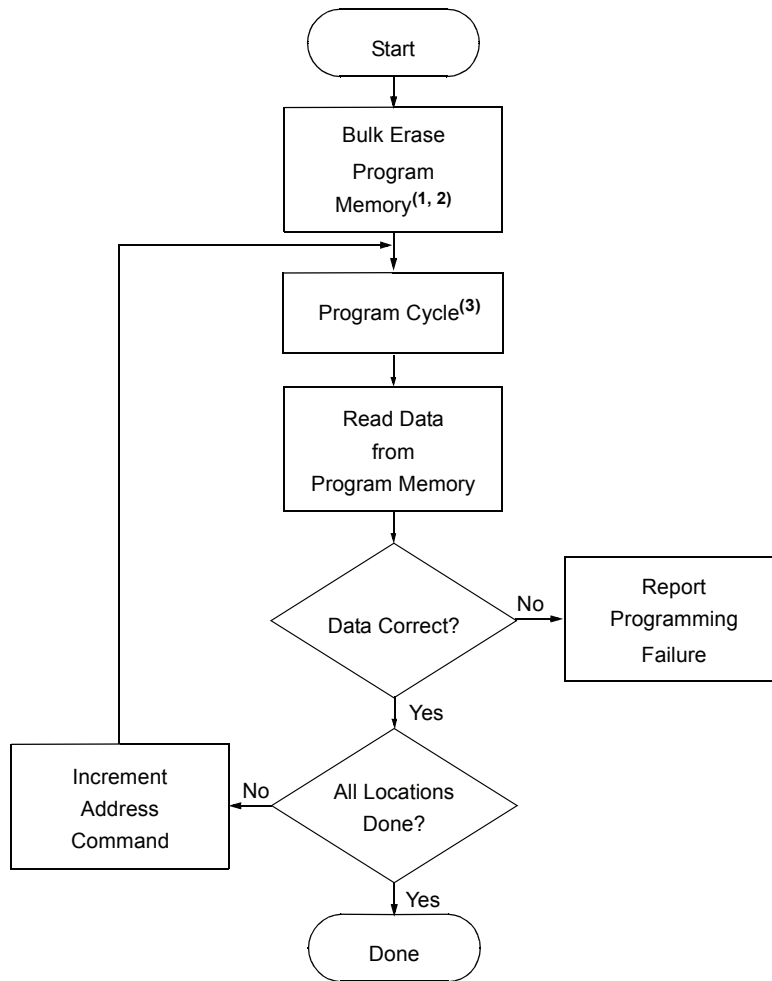 Start
Bulk Erase
Program
Memory(1, 2)
Program Cycle(3)
Read Data
from
Program Memory
Data Correct?
No
Report
Programming
Failure
Yes
Increment
Address
Command
No
All Locations
Done?
Yes
Done